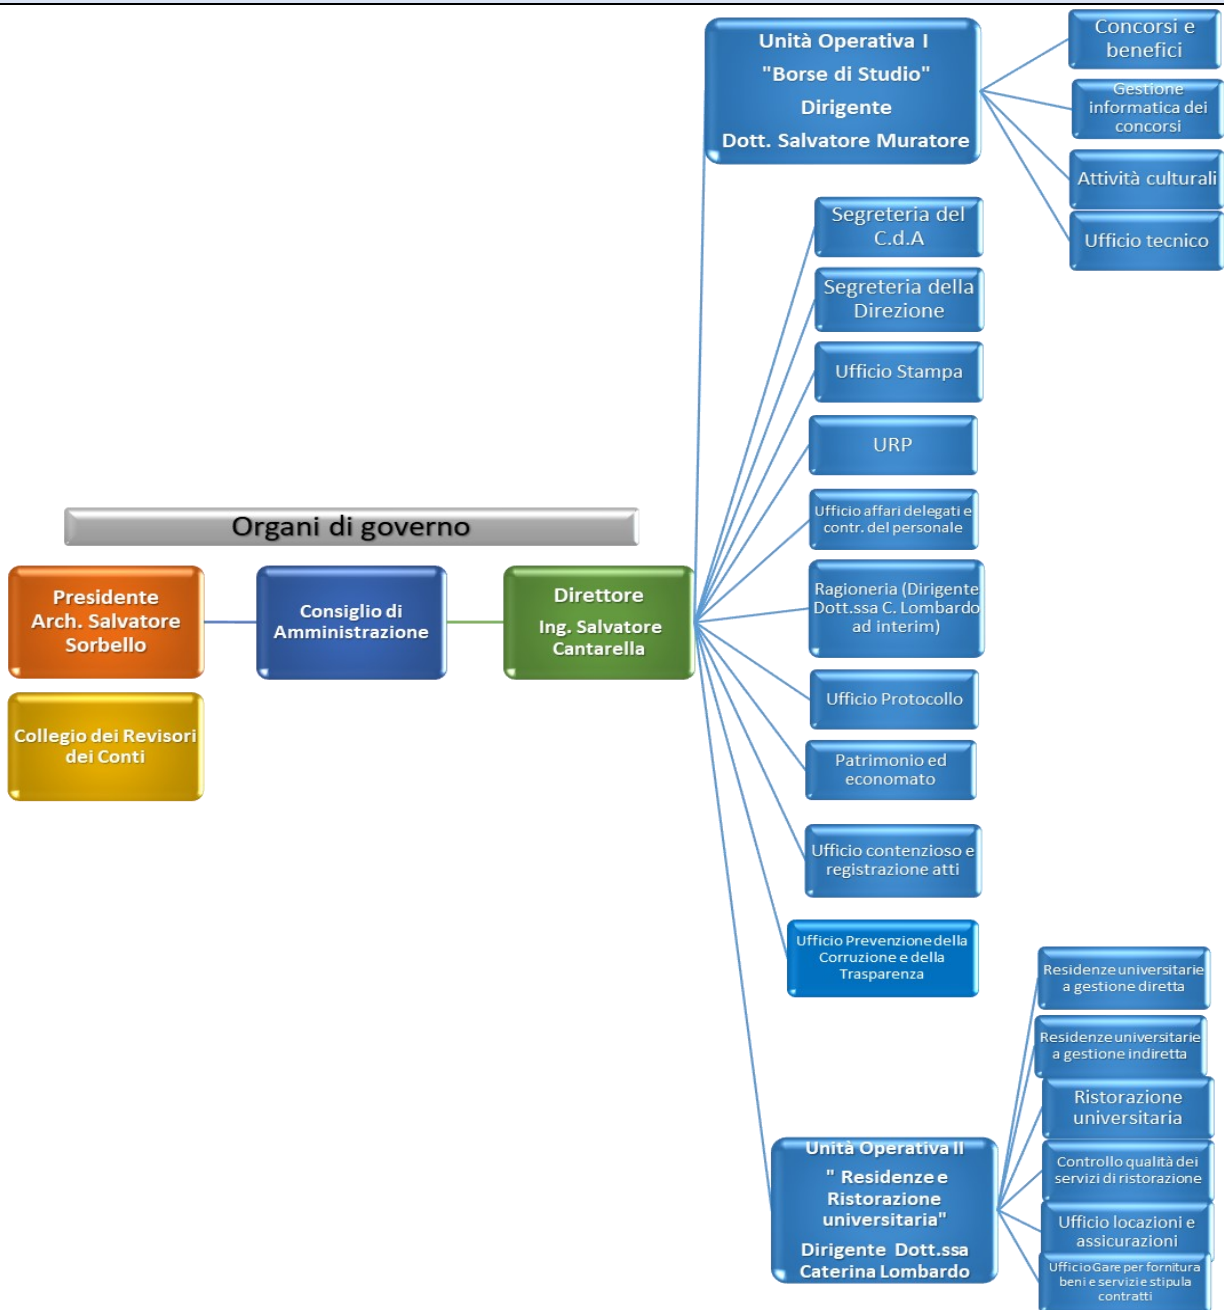 Organi di governo
Presidente
Arch. Salvatore
Sorbello
Collegio dei Revisori
dei Conti
Consiglio di
Amministrazione
Direttore
Ing. Salvatore
Cantarella
Unità Operativa I
"Borse di Studio"
Dirigente
Dott. Salvatore Muratore
Concorsi e
benefici
Gestione
informatica dei
concorsi
Attività culturali
Ufficio tecnico
Segreteria del
C.d.A
Segreteria della
Direzione
Ufficio Stampa
URP
Ufficio affari delegati e
contr. del personale
Ragioneria (Dirigente
Dott.ssa C. Lombardo
ad interim)
Ufficio Protocollo
Patrimonio ed
economato
Ufficio contenzioso e
registrazione atti
Ufficio Prevenzione della
Corruzione e della
Trasparenza
Unità Operativa II
" Residenze e
Ristorazione
universitaria"
Dirigente Dott.ssa
Caterina Lombardo
Residenze universitarie
a gestione diretta
Residenze universitarie
a gestione indiretta
Ristorazione
universitaria
Controllo qualità dei
servizi di ristorazione
Ufficio locazioni e
assicurazioni
Ufficio Gare per fornitura
beni e servizi e stipula
contratti